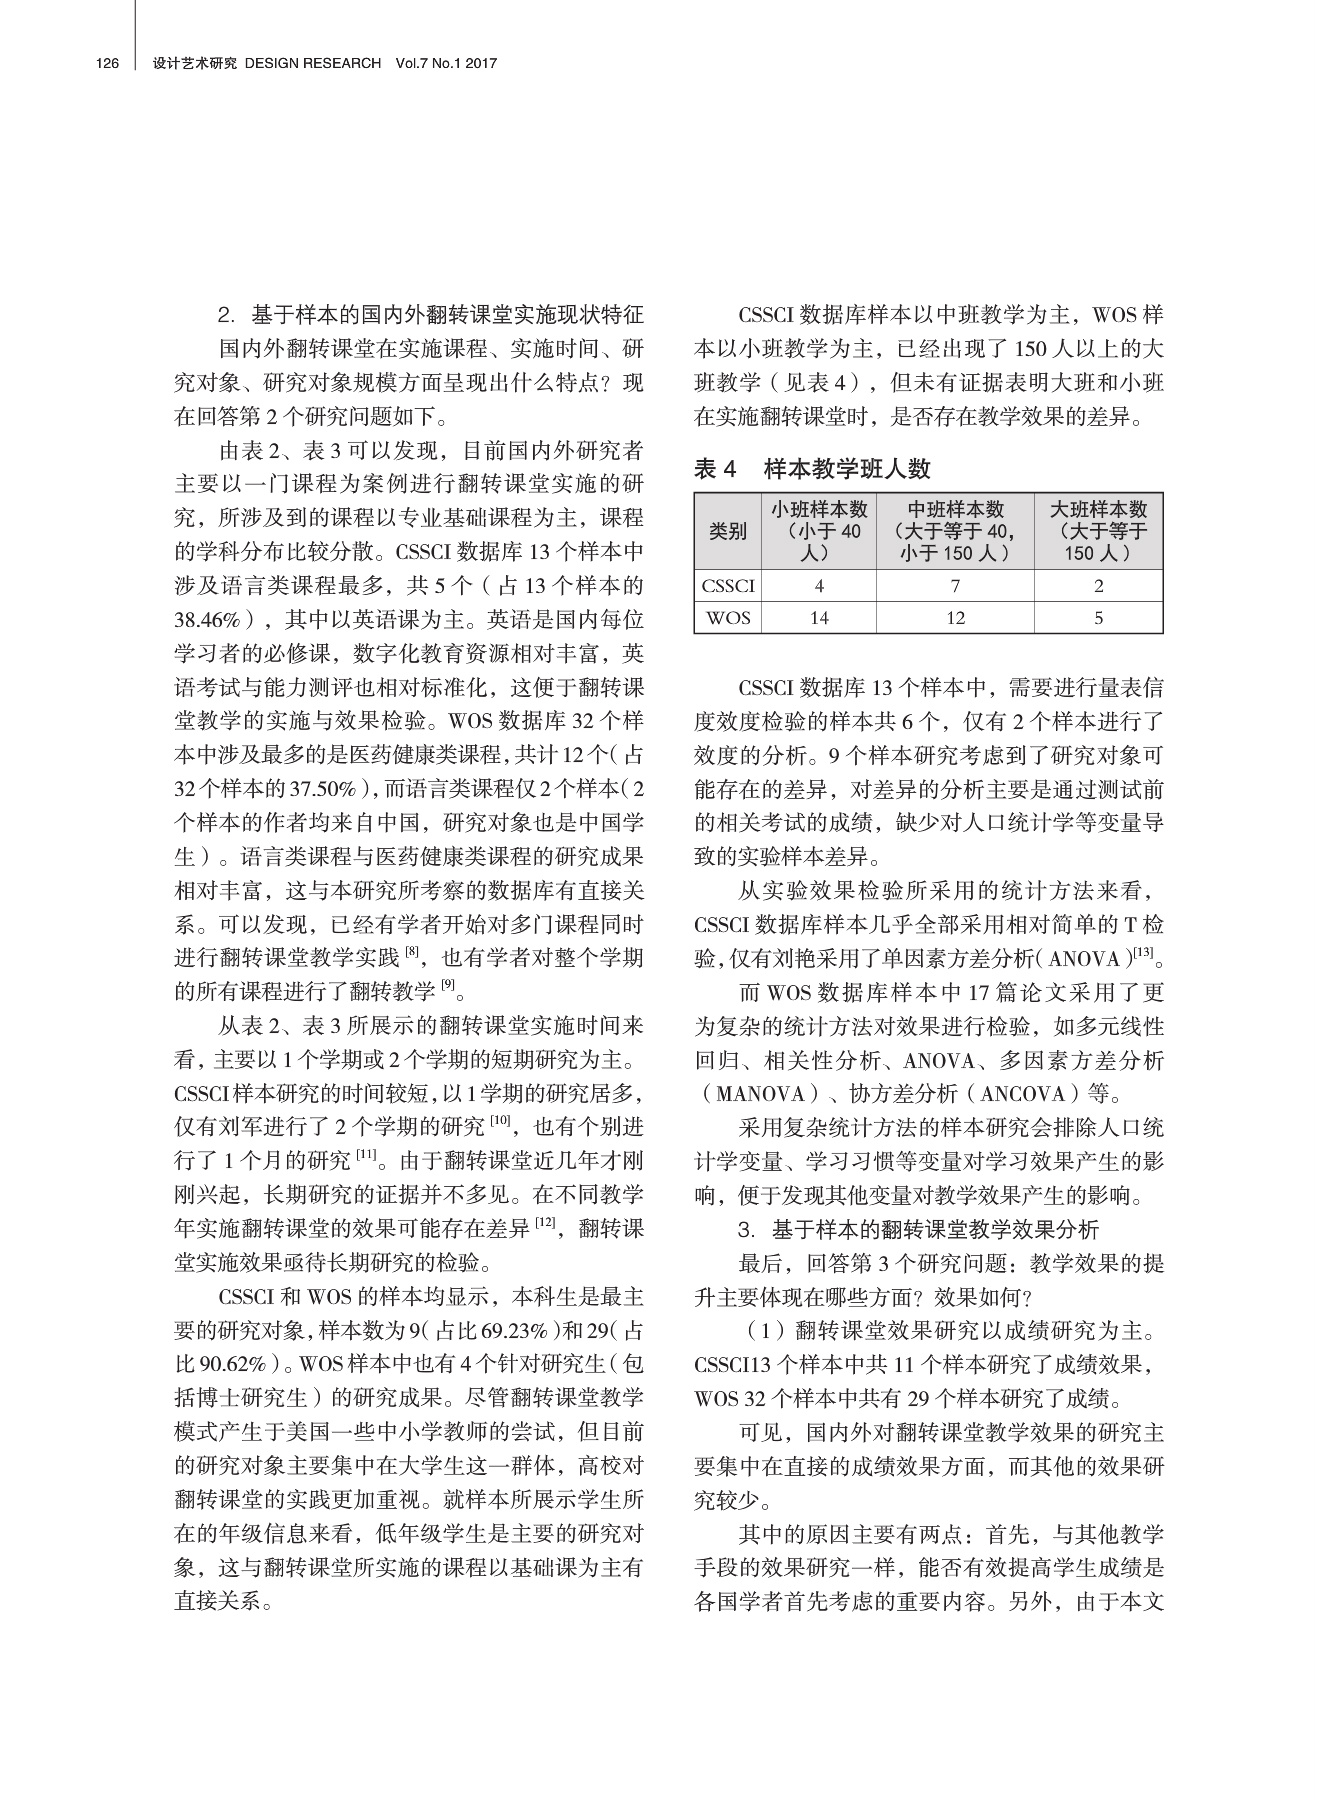 126 设计艺术研究 DESIGN RESEARCH Vol.7 No.1 2017
2. 基于样本的国内外翻转课堂实施现状特征
国内外翻转课堂在实施课程、实施时间、研
究对象、研究对象规模方面呈现出什么特点？现
在回答第 2 个研究问题如下。
由表 2、表 3 可以发现，目前国内外研究者
主要以一门课程为案例进行翻转课堂实施的研
究，所涉及到的课程以专业基础课程为主，课程
的学科分布比较分散。CSSCI 数据库 13 个样本中
涉及语言类课程最多，共 5 个（占 13 个样本的
38.46%），其中以英语课为主。英语是国内每位
学习者的必修课，数字化教育资源相对丰富，英
语考试与能力测评也相对标准化，这便于翻转课
堂教学的实施与效果检验。WOS 数据库 32 个样
本中涉及最多的是医药健康类课程，共计 12 个（占
32 个样本的 37.50%），而语言类课程仅 2 个样本（2
个样本的作者均来自中国，研究对象也是中国学
生）。语言类课程与医药健康类课程的研究成果
相对丰富，这与本研究所考察的数据库有直接关
系。可以发现，已经有学者开始对多门课程同时
进行翻转课堂教学实践 [8]，也有学者对整个学期
的所有课程进行了翻转教学 [9]。
从表 2、表 3 所展示的翻转课堂实施时间来
看，主要以 1 个学期或 2 个学期的短期研究为主。
CSSCI 样本研究的时间较短，以 1 学期的研究居多，
仅有刘军进行了 2 个学期的研究 [10]，也有个别进
行了 1 个月的研究 [11]。由于翻转课堂近几年才刚
刚兴起，长期研究的证据并不多见。在不同教学
年实施翻转课堂的效果可能存在差异 [12]，翻转课
堂实施效果亟待长期研究的检验。
CSSCI 和 WOS 的样本均显示，本科生是最主
要的研究对象，样本数为 9（占比 69.23%）和 29（占
比 90.62%）。WOS 样本中也有 4 个针对研究生（包
括博士研究生）的研究成果。尽管翻转课堂教学
模式产生于美国一些中小学教师的尝试，但目前
的研究对象主要集中在大学生这一群体，高校对
翻转课堂的实践更加重视。就样本所展示学生所
在的年级信息来看，低年级学生是主要的研究对
象，这与翻转课堂所实施的课程以基础课为主有
直接关系。
CSSCI 数据库样本以中班教学为主，WOS 样
本以小班教学为主，已经出现了 150 人以上的大
班教学（见表 4），但未有证据表明大班和小班
在实施翻转课堂时，是否存在教学效果的差异。
表 4 样本教学班人数
类别 小班样本数（小于 40 人） 中班样本数（大于等于 40，小于 150 人） 大班样本数（大于等于 150 人）
CSSCI 4 7 2
WOS 14 12 5
CSSCI 数据库 13 个样本中，需要进行量表信
度效度检验的样本共 6 个，仅有 2 个样本进行了
效度的分析。9 个样本研究考虑到了研究对象可
能存在的差异，对差异的分析主要是通过测试前
的相关考试的成绩，缺少对人口统计学等变量导
致的实验样本差异。
从实验效果检验所采用的统计方法来看，
CSSCI 数据库样本几乎全部采用相对简单的 T 检
验，仅有刘艳采用了单因素方差分析（ANOVA）[13]。
而 WOS 数据库样本中 17 篇论文采用了更
为复杂的统计方法对效果进行检验，如多元线性
回归、相关性分析、ANOVA、多因素方差分析
（MANOVA）、协方差分析（ANCOVA）等。
采用复杂统计方法的样本研究会排除人口统
计学变量、学习习惯等变量对学习效果产生的影
响，便于发现其他变量对教学效果产生的影响。
3. 基于样本的翻转课堂教学效果分析
最后，回答第 3 个研究问题：教学效果的提
升主要体现在哪些方面？效果如何？
（1）翻转课堂效果研究以成绩研究为主。
CSSCI13 个样本中共 11 个样本研究了成绩效果，
WOS 32 个样本中共有 29 个样本研究了成绩。
可见，国内外对翻转课堂教学效果的研究主
要集中在直接的成绩效果方面，而其他的效果研
究较少。
其中的原因主要有两点：首先，与其他教学
手段的效果研究一样，能否有效提高学生成绩是
各国学者首先考虑的重要内容。另外，由于本文